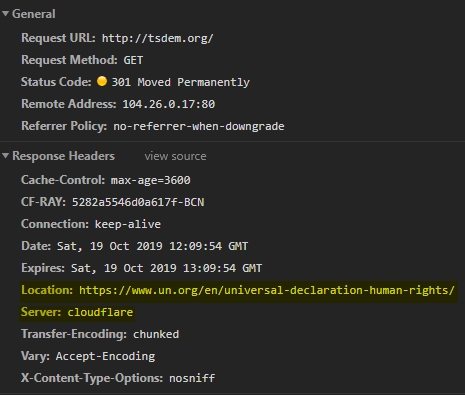 General
Request URL: http://tsdem.org/
Request Method: GET
Status Code: 301 Moved Permanently
Remote Address: 104.26.0.17:80
Referrer Policy: no-referrer-when-downgrade
Response Headers view source
Cache-Control: max-age=3600
CF-RAY: 5282a5546d0a617f-BCN
Connection: keep-alive
Date: Sat, 19 Oct 2019 12:09:54 GMT
Expires: Sat, 19 Oct 2019 13:09:54 GMT
Location: https://www.un.org/en/universal-declaration-human-rights/
Server: cloudflare
Transfer-Encoding: chunked
Vary: Accept-Encoding
X-Content-Type-Options: nosniff